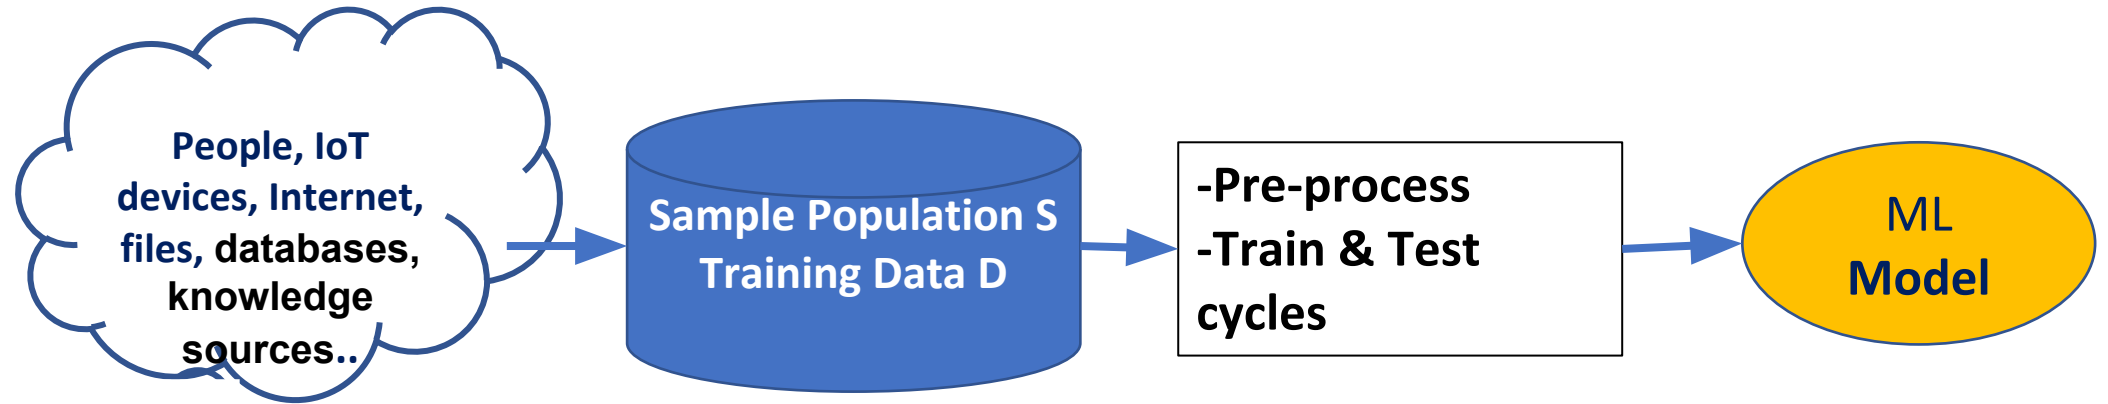 People, IoT
devices, Internet,
files, databases,
knowledge
sources..
Sample Population S
Training Data D
-Pre-process
-Train & Test
cycles
ML
Model